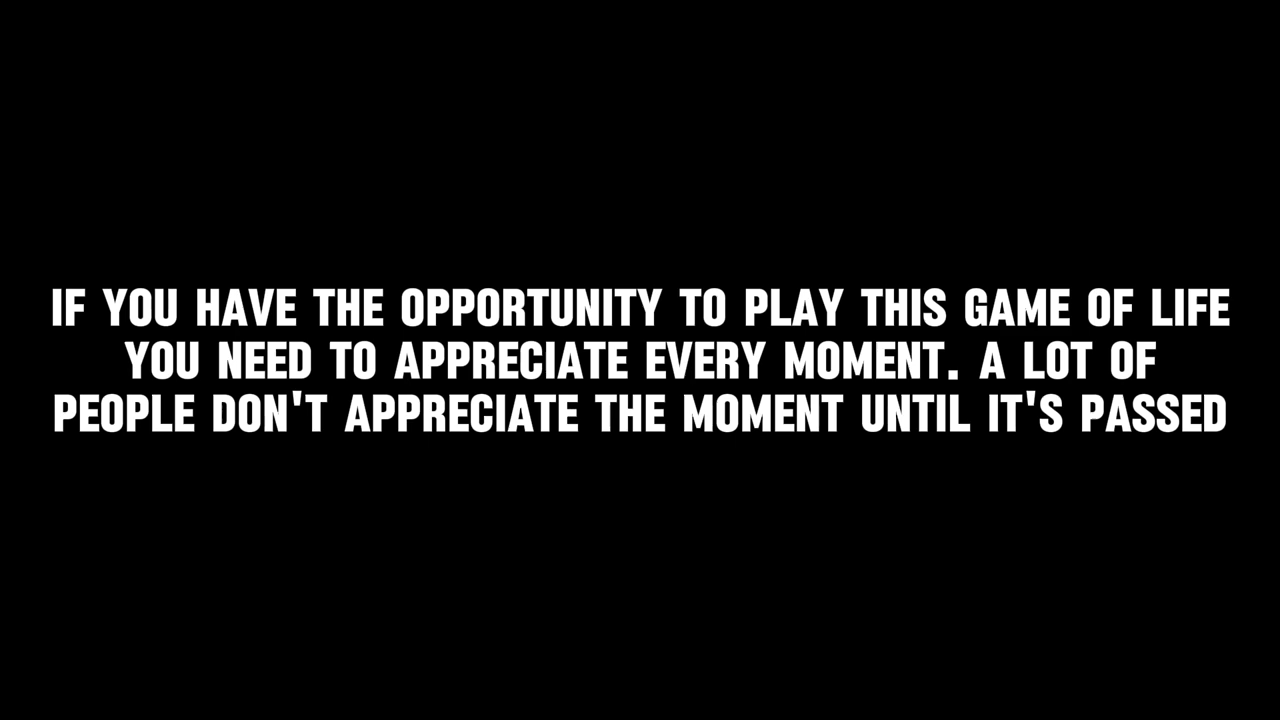 IF YOU HAVE THE OPPORTUNITY TO PLAY THIS GAME OF LIFE
YOU NEED TO APPRECIATE EVERY MOMENT. A LOT OF
PEOPLE DON'T APPRECIATE THE MOMENT UNTIL IT'S PASSED